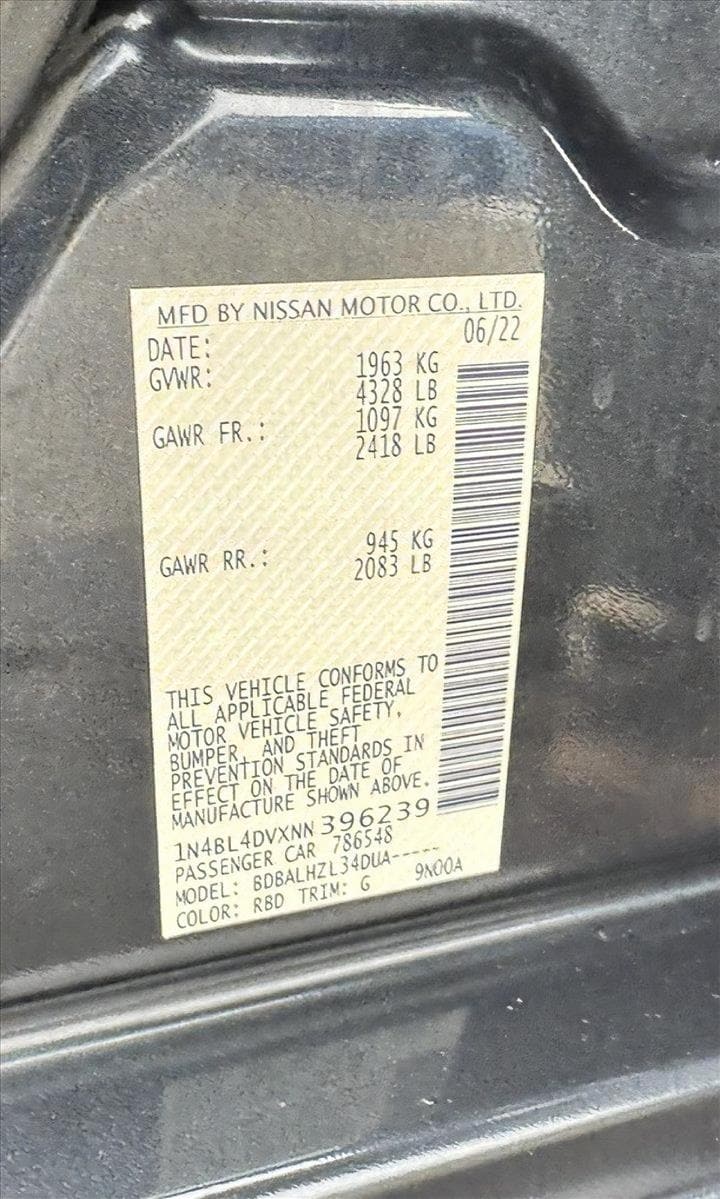 MFD BY NISSAN MOTOR CO., LTD.
DATE: 06/22
GVWR: 1963 KG
4328 LB
GAWR FR.: 1097 KG
2418 LB
GAWR RR.: 945 KG
2083 LB
THIS VEHICLE CONFORMS TO
ALL APPLICABLE FEDERAL
MOTOR VEHICLE SAFETY,
BUMPER, AND THEFT
PREVENTION STANDARDS IN
EFFECT ON THE DATE OF
MANUFACTURE SHOWN ABOVE.
1N4BL4DVXNN396239
PASSENGER CAR 786548
MODEL: BDBALHZL34DUA-----
COLOR: RBD TRIM: G 9N00A